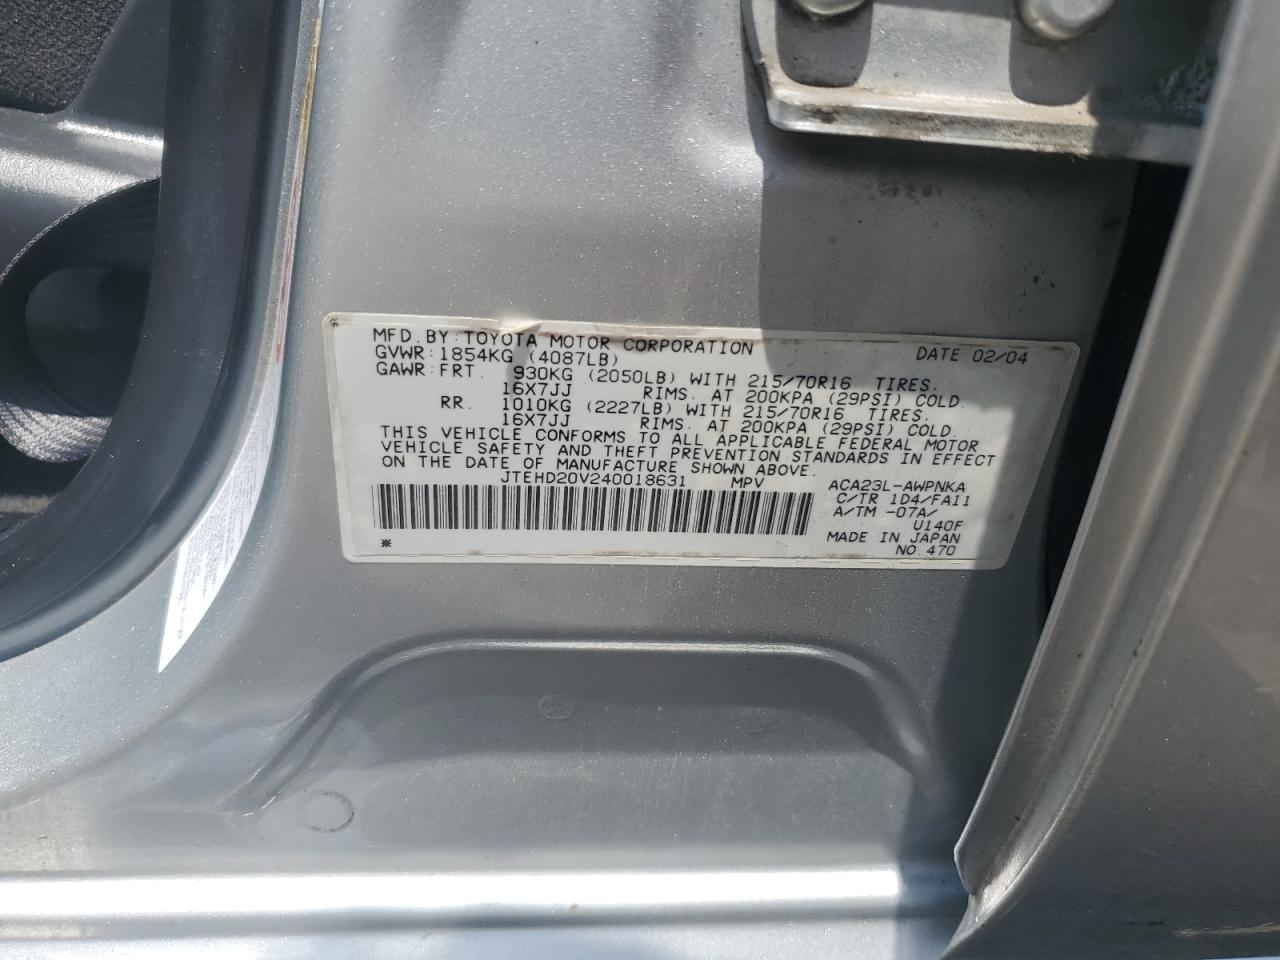 MFD. BY: TOYOTA MOTOR CORPORATION DATE 02/04
GVWR: 1854KG (4087LB)
GAWR: FRT. 930KG (2050LB) WITH 215/70R16 TIRES.
16X7JJ RIMS. AT 200KPA (29PSI) COLD.
RR. 1010KG (2227LB) WITH 215/70R16 TIRES.
16X7JJ RIMS. AT 200KPA (29PSI) COLD.
THIS VEHICLE CONFORMS TO ALL APPLICABLE FEDERAL MOTOR
VEHICLE SAFETY AND THEFT PREVENTION STANDARDS IN EFFECT
ON THE DATE OF MANUFACTURE SHOWN ABOVE.
JTEHD20V240018631 MPV ACA23L-AWPNKA
C/TR 1D4/FA11
A/TM -07A/
U140F
MADE IN JAPAN
NO. 470